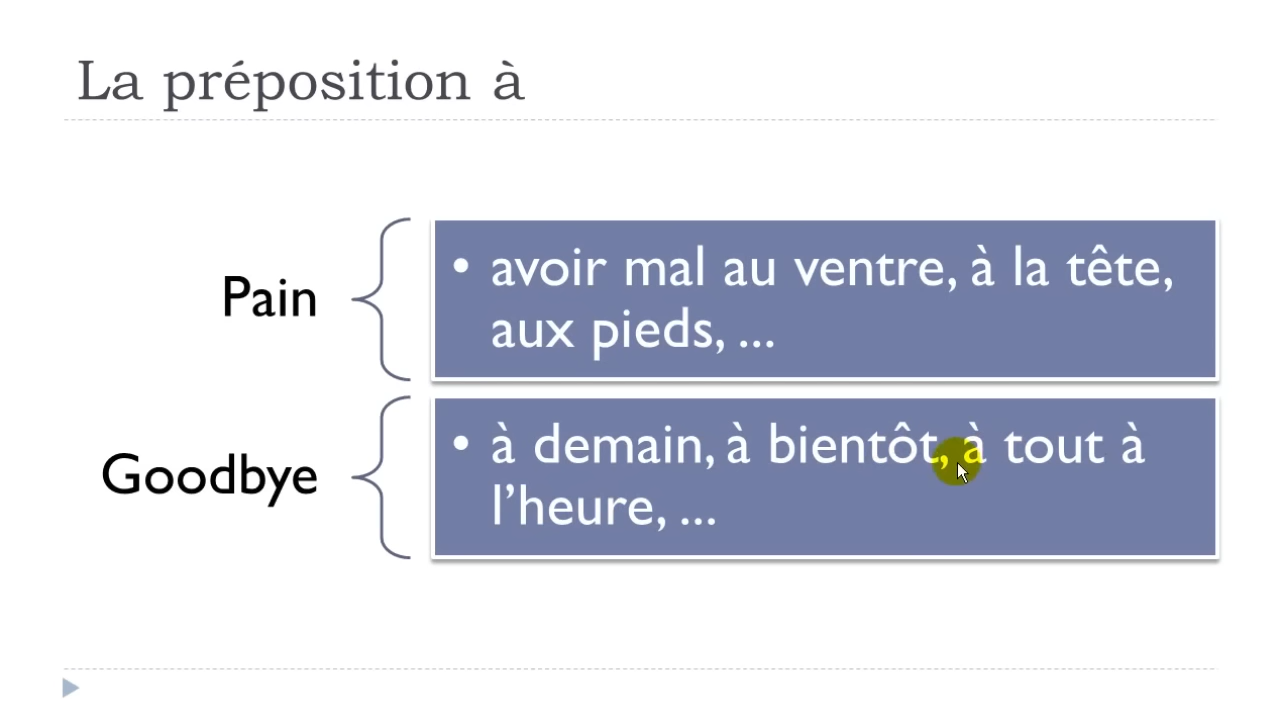 La préposition à
Pain
• avoir mal au ventre, à la tête,
aux pieds, ...
Goodbye
• à demain, à bientôt, à tout à
l’heure, ...